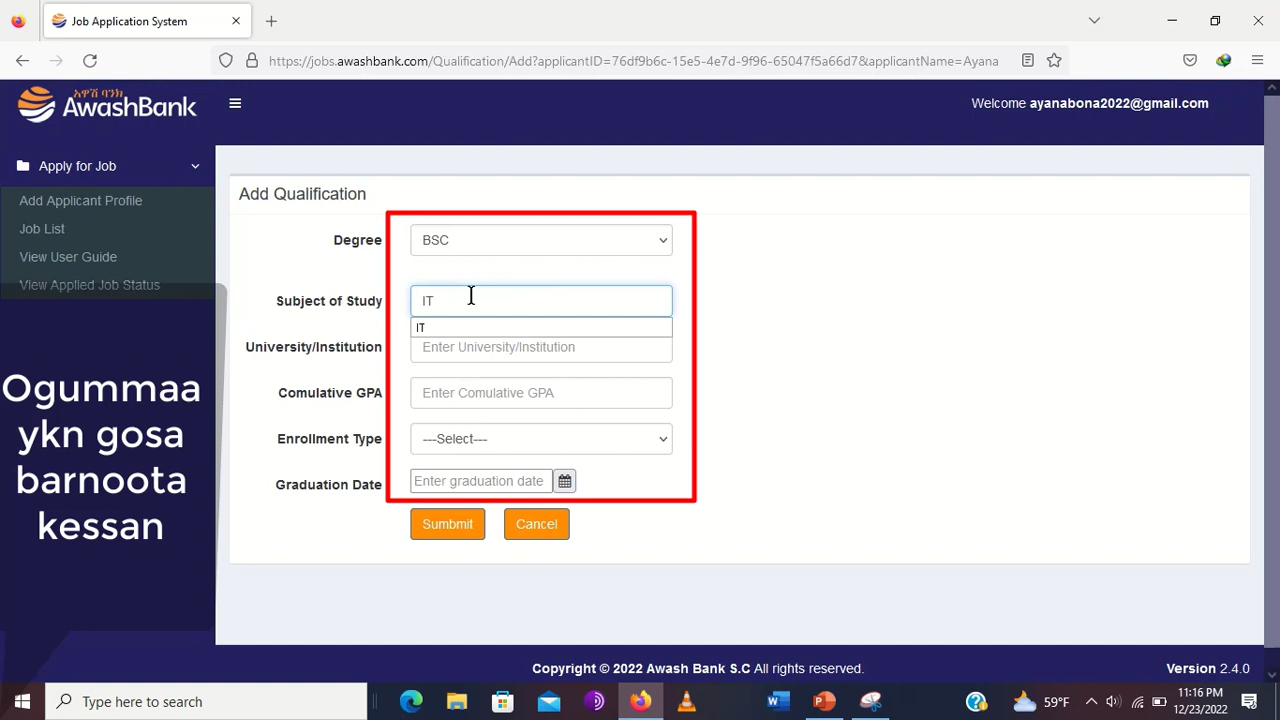 Job Application System
https://jobs.awashbank.com/Qualification/Add?applicantID=76df9b6c-15e5-4e7d-9f96-65047f5a66d7&applicantName=Ayana
አዋሽ ባንክ
AwashBank
Welcome ayanabona2022@gmail.com
Apply for Job
Add Applicant Profile
Job List
View User Guide
View Applied Job Status
Ogummaa
ykn gosa
barnoota
kessan
Add Qualification
Degree
BSC
Subject of Study
IT
IT
University/Institution
Enter University/Institution
Comulative GPA
Enter Comulative GPA
Enrollment Type
---Select---
Graduation Date
Enter graduation date
Sumbmit
Cancel
Copyright © 2022 Awash Bank S.C All rights reserved.
Version 2.4.0
Type here to search
59°F
11:16 PM
12/23/2022